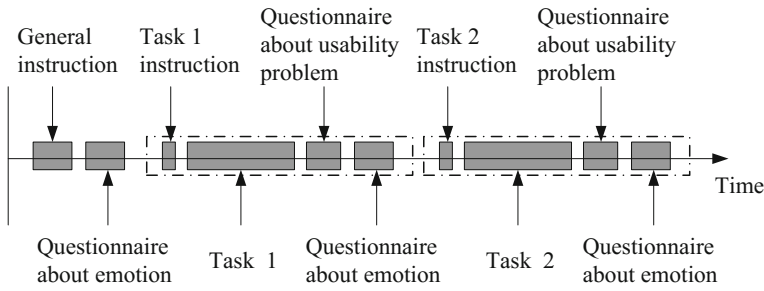 General
instruction
Task 1
instruction
Questionnaire
about usability
problem
Task 2
instruction
Questionnaire
about usability
problem
Time
Questionnaire
about emotion
Task 1
Questionnaire
about emotion
Task 2
Questionnaire
about emotion